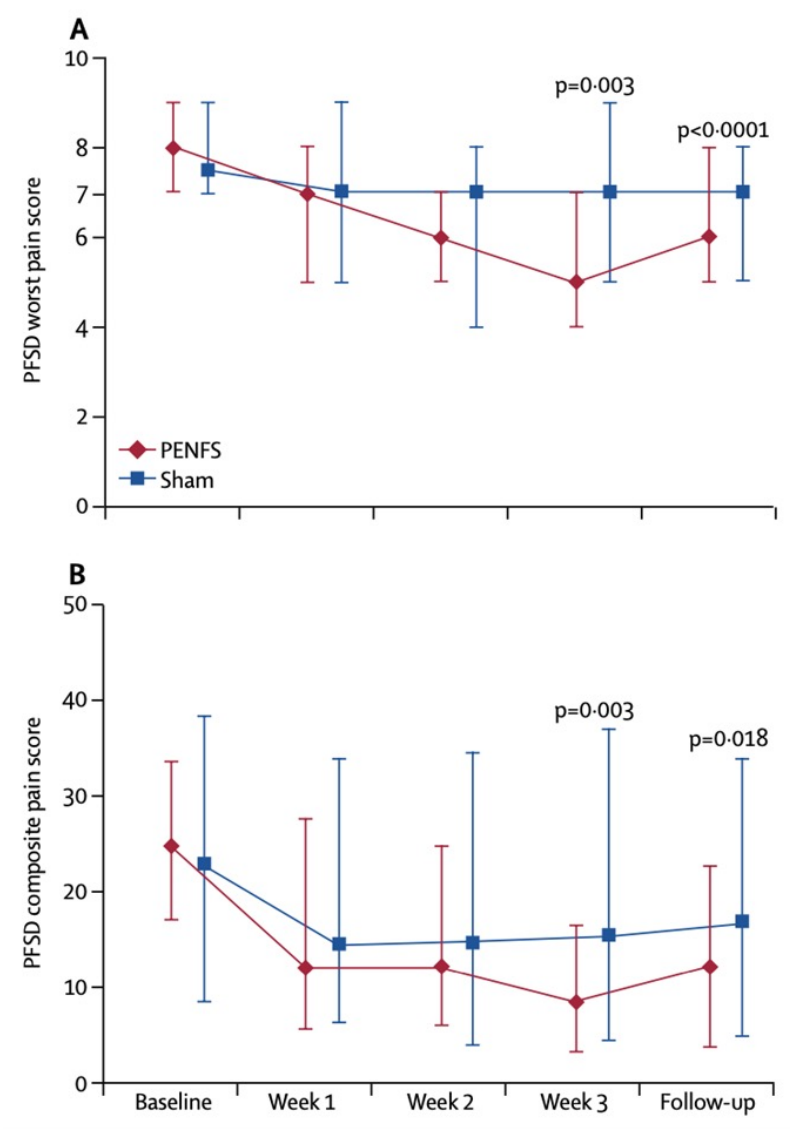 A
10
8
7
6
4
2
0
PFSD worst pain score
p=0·003
p<0·0001
PENFS
Sham
B
50
40
30
20
10
0
PFSD composite pain score
p=0·003
p=0·018
Baseline
Week 1
Week 2
Week 3
Follow-up